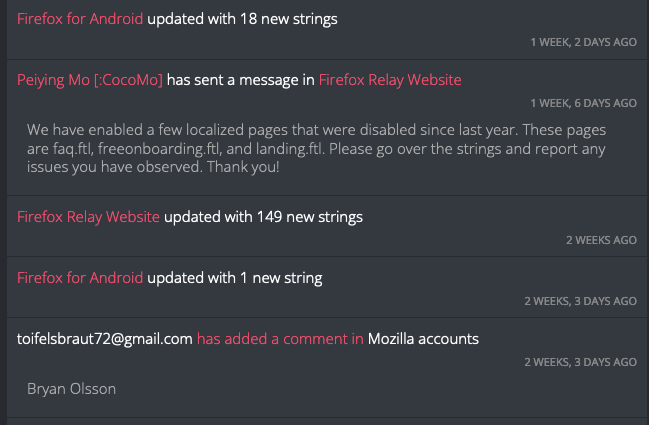 Firefox for Android updated with 18 new strings
1 WEEK, 2 DAYS AGO
Peiying Mo [:CocoMo] has sent a message in Firefox Relay Website
1 WEEK, 6 DAYS AGO
We have enabled a few localized pages that were disabled since last year. These pages
are faq.ftl, freeonboarding.ftl, and landing.ftl. Please go over the strings and report any
issues you have observed. Thank you!
Firefox Relay Website updated with 149 new strings
2 WEEKS AGO
Firefox for Android updated with 1 new string
2 WEEKS, 3 DAYS AGO
toifelsbraut72@gmail.com has added a comment in Mozilla accounts
2 WEEKS, 3 DAYS AGO
Bryan Olsson